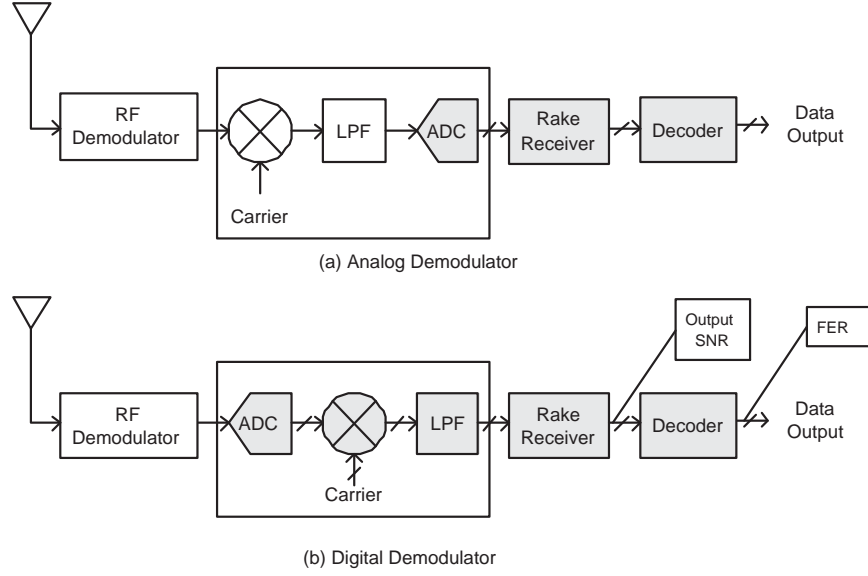 RF
Demodulator
LPF
ADC
Rake
Receiver
Decoder
Data
Output
Carrier
(a) Analog Demodulator
Output
SNR
FER
RF
Demodulator
ADC
LPF
Rake
Receiver
Decoder
Data
Output
Carrier
(b) Digital Demodulator